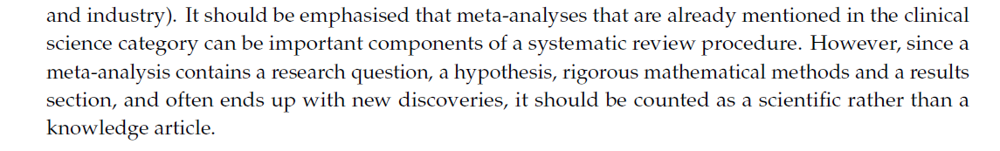 and industry). It should be emphasised that meta-analyses that are already mentioned in the clinical
science category can be important components of a systematic review procedure. However, since a
meta-analysis contains a research question, a hypothesis, rigorous mathematical methods and a results
section, and often ends up with new discoveries, it should be counted as a scientific rather than a
knowledge article.